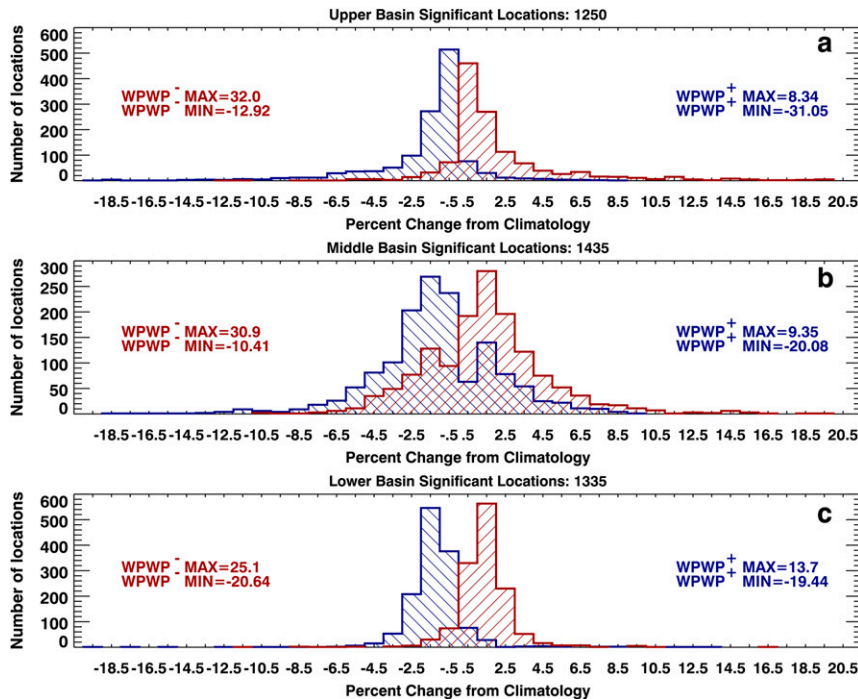 Upper Basin Significant Locations: 1250
a
Number of locations
600
500
400
300
200
100
0
WPWP - MAX=32.0
WPWP - MIN=-12.92
WPWP + MAX=8.34
WPWP + MIN=-31.05
-18.5 -16.5 -14.5 -12.5 -10.5 -8.5 -6.5 -4.5 -2.5 -.5.5 2.5 4.5 6.5 8.5 10.5 12.5 14.5 16.5 18.5 20.5
Percent Change from Climatology
Middle Basin Significant Locations: 1435
b
Number of locations
300
250
200
150
100
50
0
WPWP - MAX=30.9
WPWP - MIN=-10.41
WPWP + MAX=9.35
WPWP + MIN=-20.08
-18.5 -16.5 -14.5 -12.5 -10.5 -8.5 -6.5 -4.5 -2.5 -.5.5 2.5 4.5 6.5 8.5 10.5 12.5 14.5 16.5 18.5 20.5
Percent Change from Climatology
Lower Basin Significant Locations: 1335
c
Number of locations
600
500
400
300
200
100
0
WPWP - MAX=25.1
WPWP - MIN=-20.64
WPWP + MAX=13.7
WPWP + MIN=-19.44
-18.5 -16.5 -14.5 -12.5 -10.5 -8.5 -6.5 -4.5 -2.5 -.5.5 2.5 4.5 6.5 8.5 10.5 12.5 14.5 16.5 18.5 20.5
Percent Change from Climatology